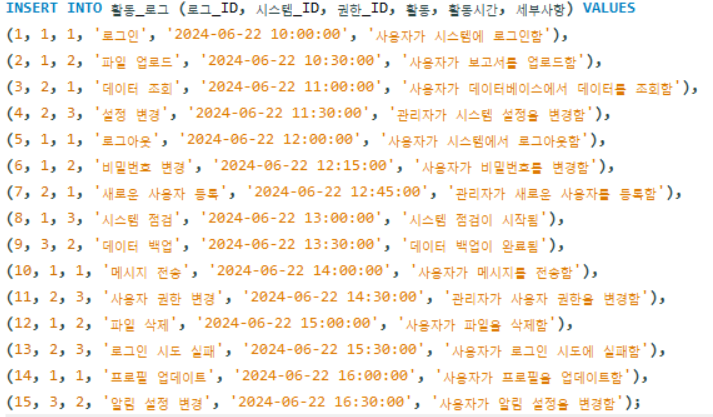 INSERT INTO 활동_로그 (로그_ID, 시스템_ID, 권한_ID, 활동, 활동시간, 세부사항) VALUES
(1, 1, 1, '로그인', '2024-06-22 10:00:00', '사용자가 시스템에 로그인함'),
(2, 1, 2, '파일 업로드', '2024-06-22 10:30:00', '사용자가 보고서를 업로드함'),
(3, 2, 1, '데이터 조회', '2024-06-22 11:00:00', '사용자가 데이터베이스에서 데이터를 조회함'),
(4, 2, 3, '설정 변경', '2024-06-22 11:30:00', '관리자가 시스템 설정을 변경함'),
(5, 1, 1, '로그아웃', '2024-06-22 12:00:00', '사용자가 시스템에서 로그아웃함'),
(6, 1, 2, '비밀번호 변경', '2024-06-22 12:15:00', '사용자가 비밀번호를 변경함'),
(7, 2, 1, '새로운 사용자 등록', '2024-06-22 12:45:00', '관리자가 새로운 사용자를 등록함'),
(8, 1, 3, '시스템 점검', '2024-06-22 13:00:00', '시스템 점검이 시작됨'),
(9, 3, 2, '데이터 백업', '2024-06-22 13:30:00', '데이터 백업이 완료됨'),
(10, 1, 1, '메시지 전송', '2024-06-22 14:00:00', '사용자가 메시지를 전송함'),
(11, 2, 3, '사용자 권한 변경', '2024-06-22 14:30:00', '관리자가 사용자 권한을 변경함'),
(12, 1, 2, '파일 삭제', '2024-06-22 15:00:00', '사용자가 파일을 삭제함'),
(13, 2, 3, '로그인 시도 실패', '2024-06-22 15:30:00', '사용자가 로그인 시도에 실패함'),
(14, 1, 1, '프로필 업데이트', '2024-06-22 16:00:00', '사용자가 프로필을 업데이트함'),
(15, 3, 2, '알림 설정 변경', '2024-06-22 16:30:00', '사용자가 알림 설정을 변경함');